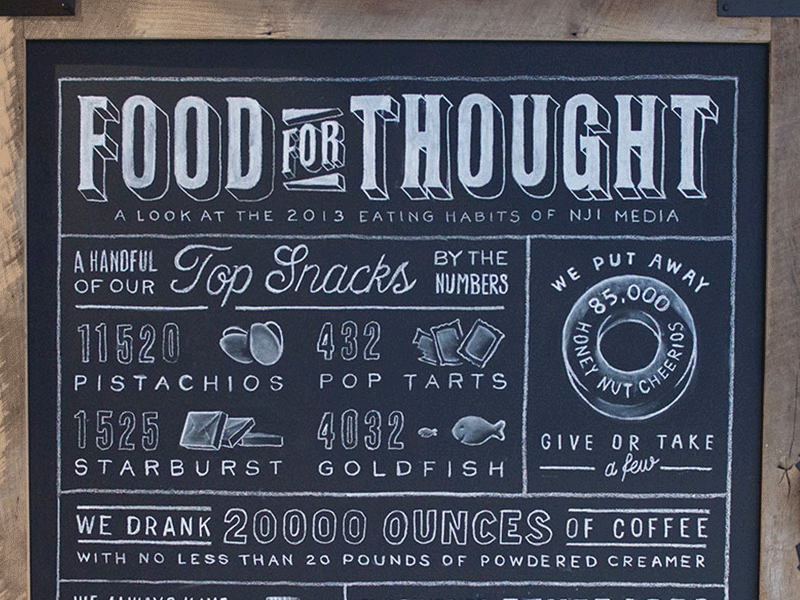 FOOD FOR THOUGHT
A LOOK AT THE 2013 EATING HABITS OF NJI MEDIA
A HANDFUL
OF OUR
Top Snacks
BY THE
NUMBERS
11520
PISTACHIOS
432
POP TARTS
1525
STARBURST
4032
GOLDFISH
WE PUT AWAY
85,000
HONEY NUT CHEERIOS
GIVE OR TAKE
a few
WE DRANK 20000 OUNCES OF COFFEE
WITH NO LESS THAN 20 POUNDS OF POWDERED CREAMER